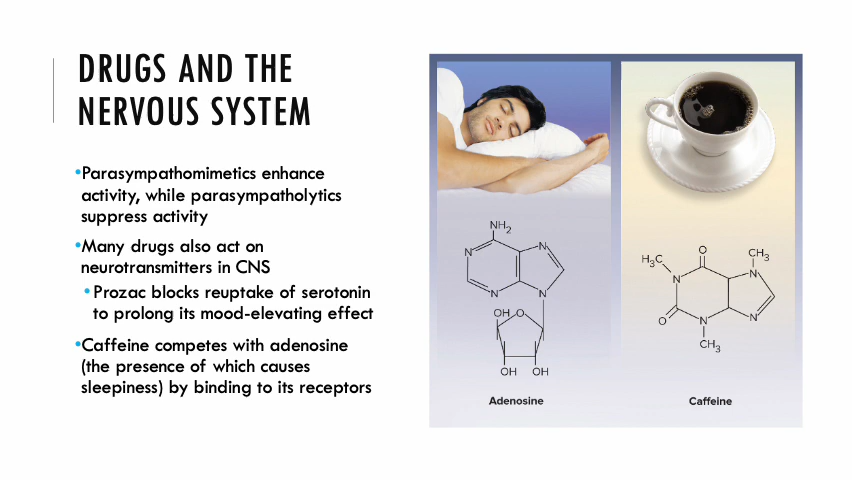 DRUGS AND THE
NERVOUS SYSTEM
•Parasympathomimetics enhance
activity, while parasympatholytics
suppress activity
•Many drugs also act on
neurotransmitters in CNS
•Prozac blocks reuptake of serotonin
to prolong its mood-elevating effect
•Caffeine competes with adenosine
(the presence of which causes
sleepiness) by binding to its receptors
NH2
N
N
N
N
OH
O
OH
OH
Adenosine
O
H3C
CH3
N
N
O
N
N
CH3
Caffeine